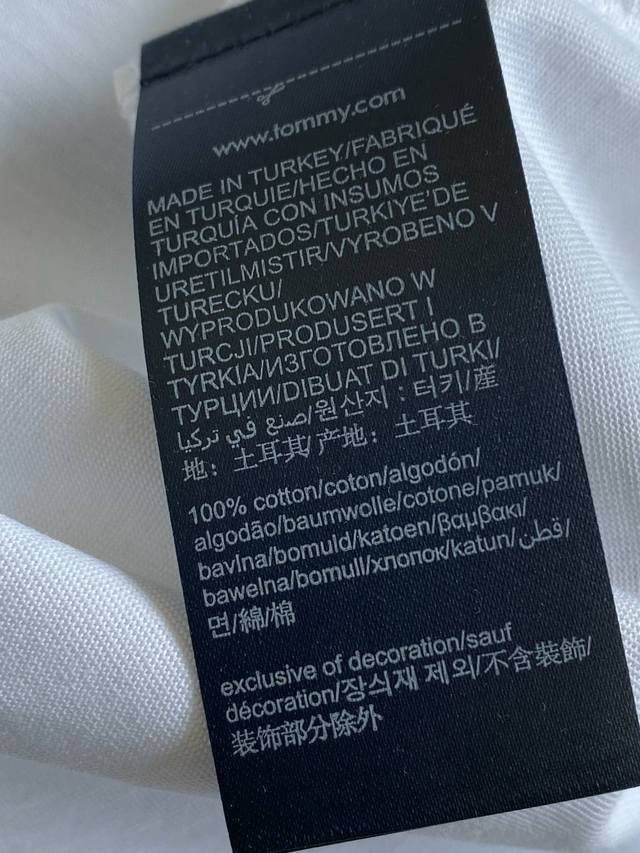 www.tommy.com
MADE IN TURKEY/FABRIQUÉ
EN TURQUIE/HECHO EN
TURQUÍA CON INSUMOS
IMPORTADOS/TURKIYE'DE
URETILMISTIR/VYROBENO V
TURECKU/
WYPRODUKOWANO W
TURCJI/PRODUSERT I
TYRKIA/ИЗГОТОВЛЕНО В
ТУРЦИИ/DIBUAT DI TURKI/
صنع في تركيا/원산지 : 터키/産
地: 土耳其/产地: 土耳其
100% cotton/coton/algodón/
algodão/baumwolle/cotone/pamuk/
bavlna/bomuld/katoen/βαμβακι/
bawełna/bomull/хлопок/katun/قطن/
면/綿/棉
exclusive of decoration/sauf
décoration/장식재 제외/不含裝飾/
装饰部分除外